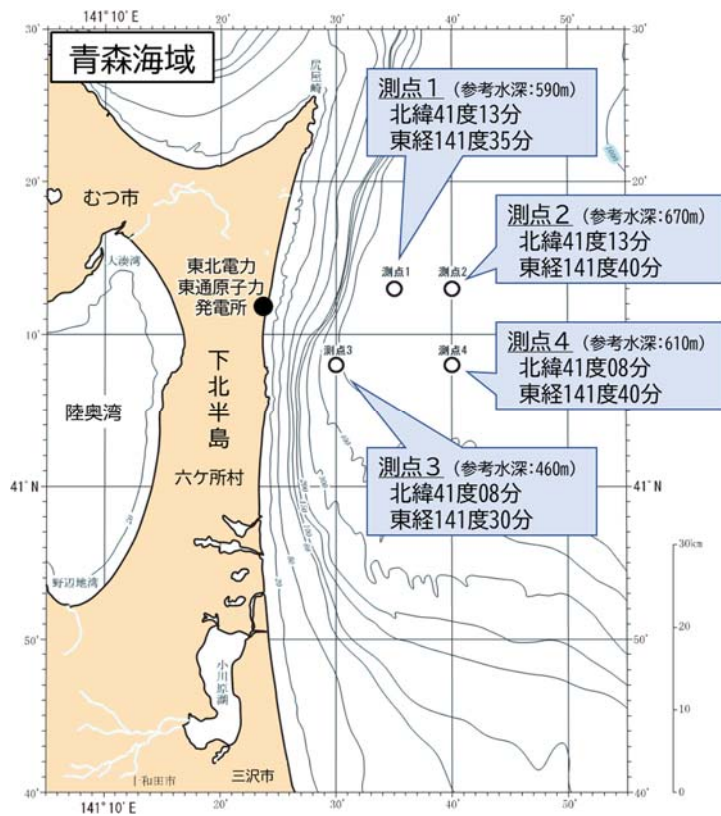 141°10' E
20'
30'
40'
50'
30'
30'
青森海域
尻屋崎
測点1 (参考水深:590m)
北緯41度13分
東経141度35分
20'
20'
むつ市
測点2 (参考水深:670m)
北緯41度13分
東経141度40分
大湊湾
東北電力
東通原子力
発電所
測点1
測点2
10'
10'
測点3
測点4
測点4 (参考水深:610m)
北緯41度08分
東経141度40分
下北半島
陸奥湾
測点3 (参考水深:460m)
北緯41度08分
東経141度30分
六ケ所村
41°N
41°N
30km
野辺地湾
50'
50'
20
小川原湖
10
十和田市
三沢市
40'
40'
0
141°10' E
20'
30'
40'
50'